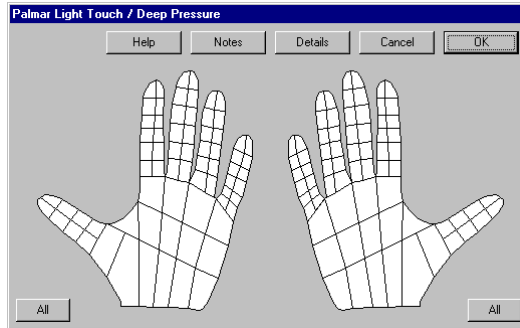 Palmar Light Touch / Deep Pressure
Help Notes Details Cancel OK
All All